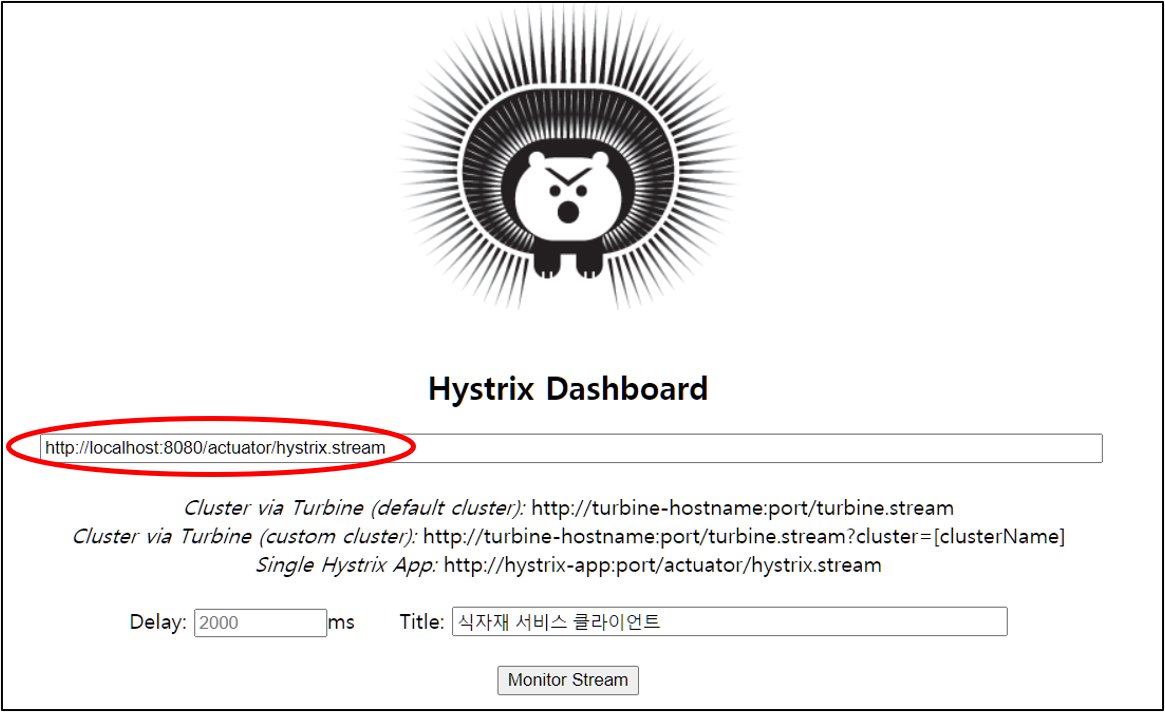 Hystrix Dashboard
http://localhost:8080/actuator/hystrix.stream
Cluster via Turbine (default cluster): http://turbine-hostname:port/turbine.stream
Cluster via Turbine (custom cluster): http://turbine-hostname:port/turbine.stream?cluster=[clusterName]
Single Hystrix App: http://hystrix-app:port/actuator/hystrix.stream
Delay: 2000 ms Title: 식자재 서비스 클라이언트
Monitor Stream